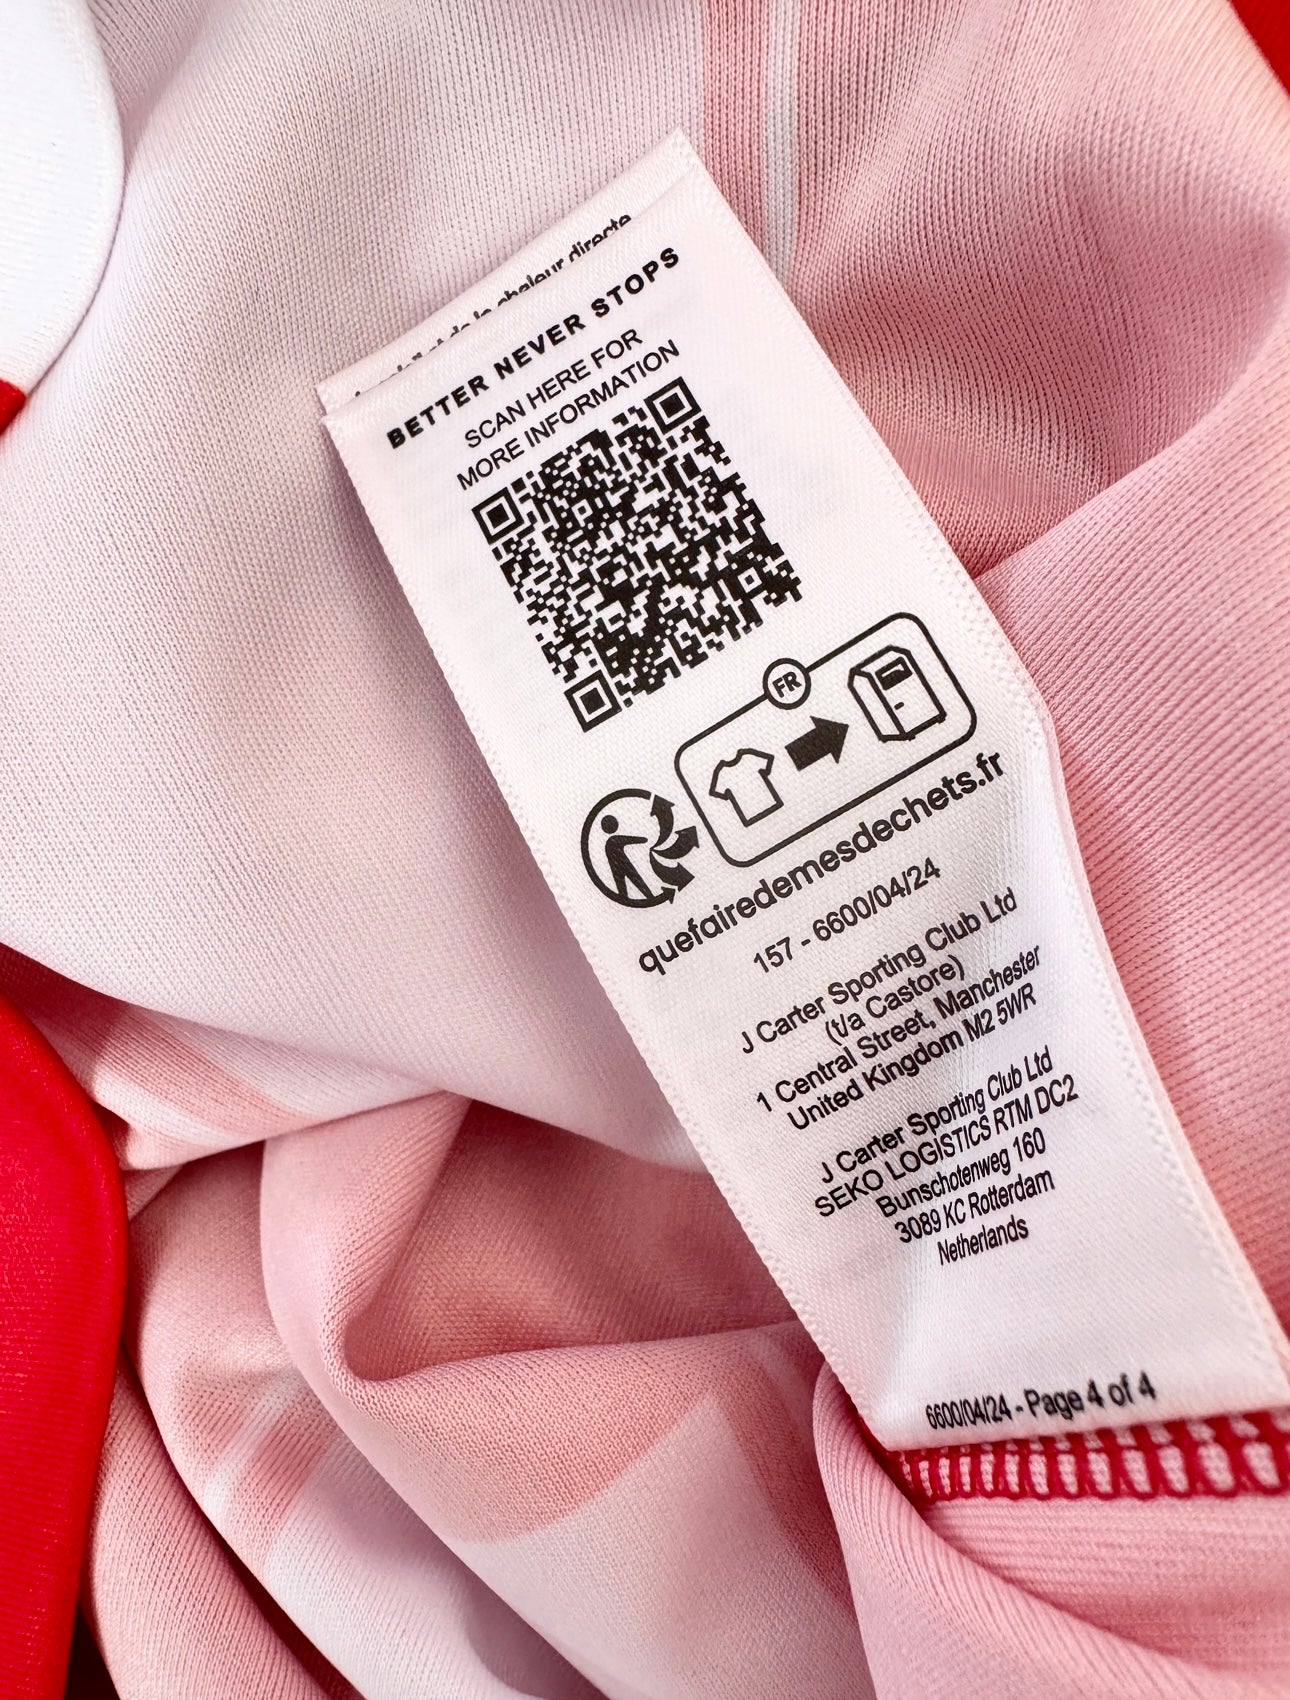 chaleur directe
BETTER NEVER STOPS
SCAN HERE FOR
MORE INFORMATION
FR
quefairedemesdechets.fr
157 - 6600/04/24
J Carter Sporting Club Ltd
(t/a Castore)
1 Central Street, Manchester
United Kingdom M2 5WR
J Carter Sporting Club Ltd
SEKO LOGISTICS RTM DC2
Bunschotenweg 160
3089 KC Rotterdam
Netherlands
6600/04/24 - Page 4 of 4